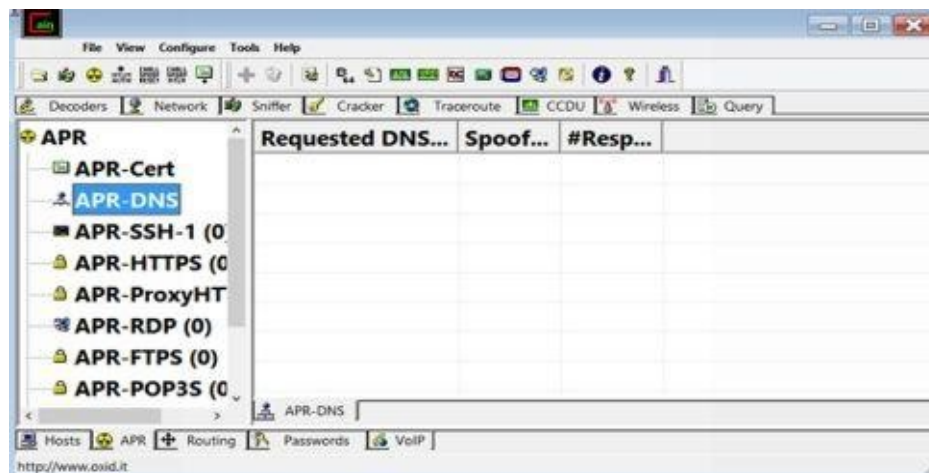 Cain
File View Configure Tools Help
Decoders Network Sniffer Cracker Traceroute CCDU Wireless Query
APR
APR-Cert
APR-DNS
APR-SSH-1 (0)
APR-HTTPS (0
APR-ProxyHT
APR-RDP (0)
APR-FTPS (0)
APR-POP3S (0
Requested DNS... Spoof... #Resp...
APR-DNS
Hosts APR Routing Passwords VoIP
http://www.oxid.it